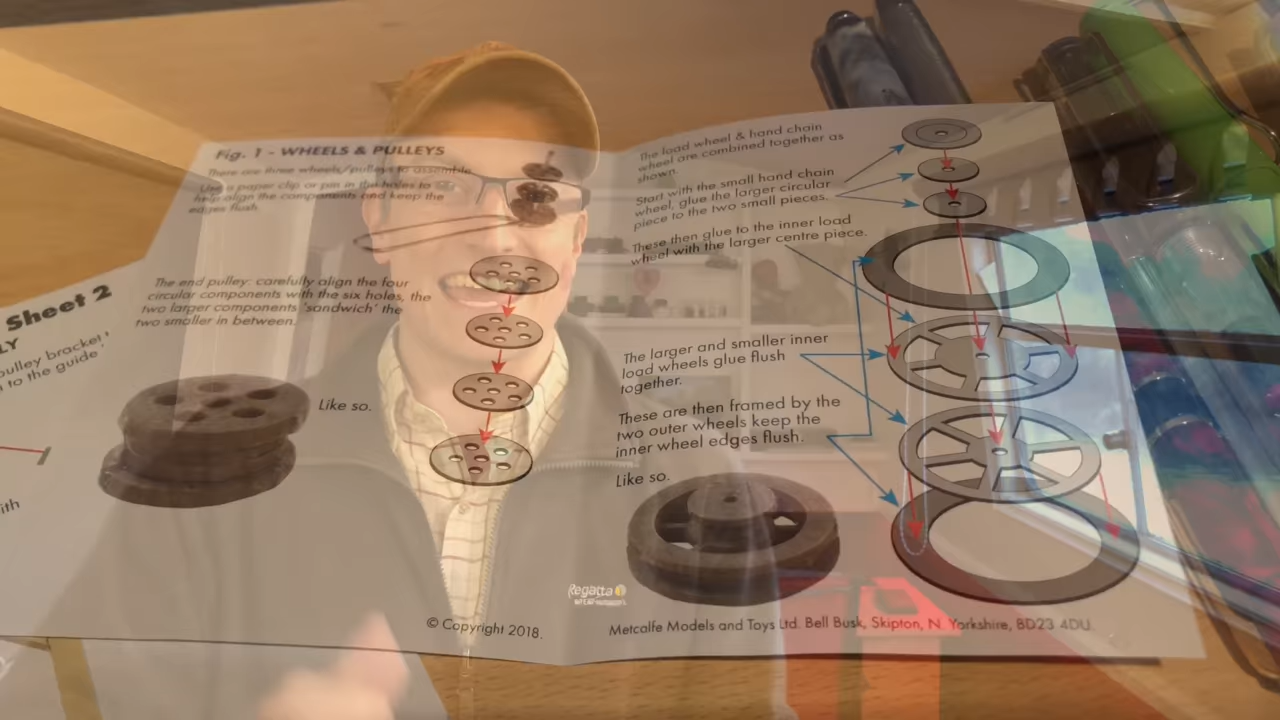 Sheet 2
LY
pulley bracket'
to the guide.'
ith
Fig. 1 - WHEELS & PULLEYS
There are three wheels/pulleys to assemble.
Use a paper clip or pin in the holes to
help align the components and keep the
edges flush.
The end pulley: carefully align the four
circular components with the six holes, the
two larger components 'sandwich' the
two smaller in between.
Like so.
© Copyright 2018.
The load wheel & hand chain
wheel are combined together as
shown.
Start with the small hand chain
wheel, glue the larger circular
piece to the two small pieces.
These then glue to the inner load
wheel with the larger centre piece.
The larger and smaller inner
load wheels glue flush
together.
These are then framed by the
two outer wheels keep the
inner wheel edges flush.
Like so.
Metcalfe Models and Toys Ltd. Bell Busk, Skipton, N. Yorkshire, BD23 4DU.
Regatta